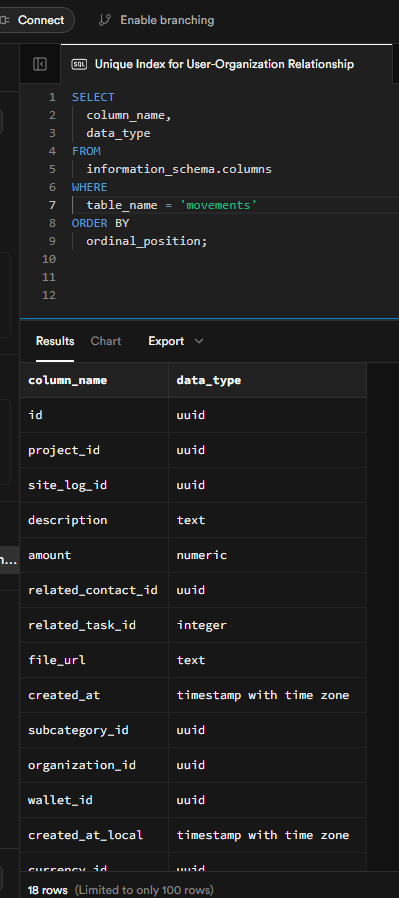 Connect Enable branching
SQL Unique Index for User-Organization Relationship
1 SELECT
2 column_name,
3 data_type
4 FROM
5 information_schema.columns
6 WHERE
7 table_name = 'movements'
8 ORDER BY
9 ordinal_position;
10
11
12
Results Chart Export
column_name data_type
id uuid
project_id uuid
site_log_id uuid
description text
amount numeric
related_contact_id uuid
n...
related_task_id integer
file_url text
created_at timestamp with time zone
subcategory_id uuid
organization_id uuid
wallet_id uuid
created_at_local timestamp with time zone
currency_id uuid
18 rows (Limited to only 100 rows)